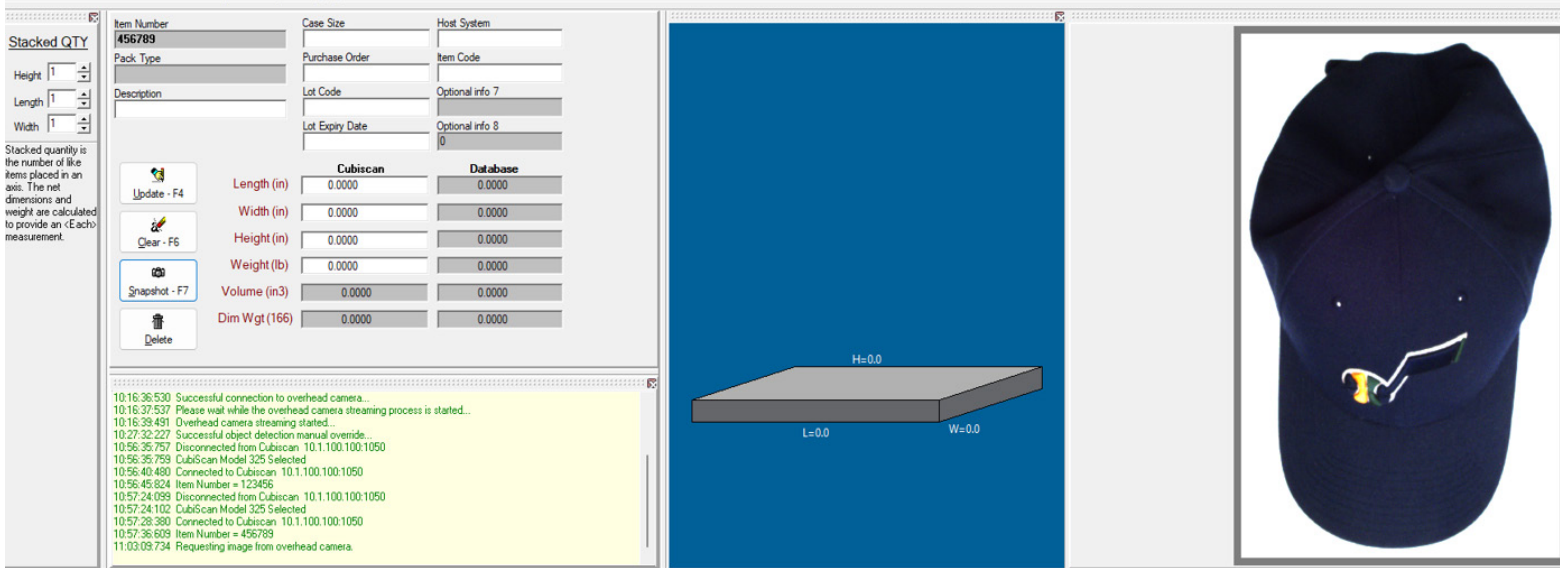 Stacked QTY
Height 1
Length 1
Width 1
Stacked quantity is
the number of like
items placed in an
axis. The net
dimensions and
weight are calculated
to provide an <Each>
measurement.
Item Number
456789
Pack Type
Description
Case Size
Purchase Order
Lot Code
Lot Expiry Date
Host System
Item Code
Optional info 7
Optional info 8
0
Update - F4
Clear - F6
Snapshot - F7
Delete
Cubiscan Database
Length (in) 0.0000 0.0000
Width (in) 0.0000 0.0000
Height (in) 0.0000 0.0000
Weight (lb) 0.0000 0.0000
Volume (in3) 0.0000 0.0000
Dim Wgt (166) 0.0000 0.0000
10:16:36:530 Successful connection to overhead camera...
10:16:37:537 Please wait while the overhead camera streaming process is started...
10:16:39:491 Overhead camera streaming started...
10:27:32:227 Successful object detection manual override...
10:56:35:757 Disconnected from Cubiscan 10.1.100.100:1050
10:56:35:759 CubiScan Model 325 Selected
10:56:40:480 Connected to Cubiscan 10.1.100.100:1050
10:56:45:824 Item Number = 123456
10:57:24:099 Disconnected from Cubiscan 10.1.100.100:1050
10:57:24:102 CubiScan Model 325 Selected
10:57:28:380 Connected to Cubiscan 10.1.100.100:1050
10:57:36:609 Item Number = 456789
11:03:09:734 Requesting image from overhead camera.
H=0.0
L=0.0
W=0.0